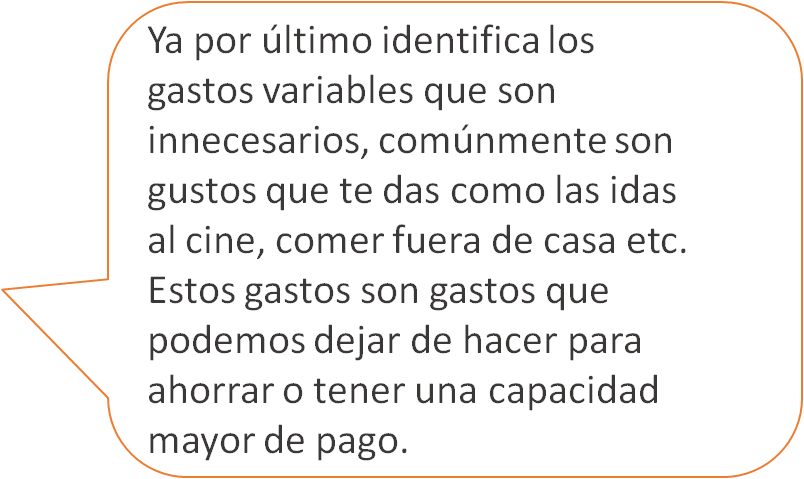 Ya por último identifica los
gastos variables que son
innecesarios, comúnmente son
gustos que te das como las idas
al cine, comer fuera de casa etc.
Estos gastos son gastos que
podemos dejar de hacer para
ahorrar o tener una capacidad
mayor de pago.